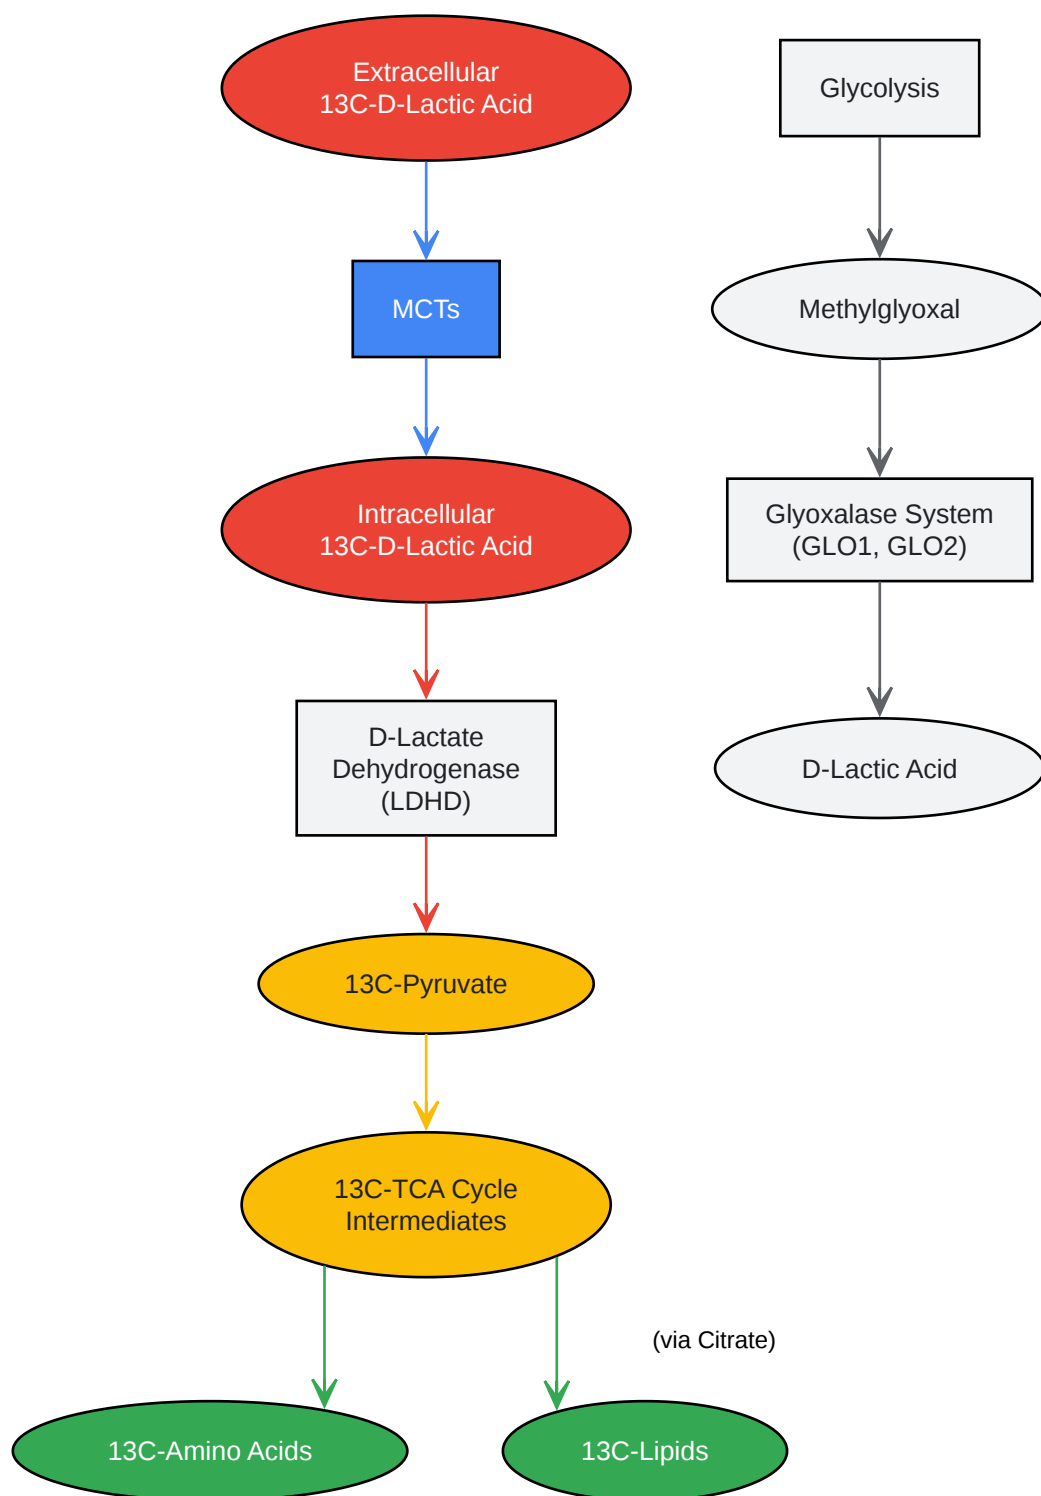 Extracellular
13C-D-Lactic Acid
MCTs
Intracellular
13C-D-Lactic Acid
D-Lactate
Dehydrogenase
(LDHD)
13C-Pyruvate
13C-TCA Cycle
Intermediates
(via Citrate)
13C-Amino Acids
13C-Lipids
Glycolysis
Methylglyoxal
Glyoxalase System
(GLO1, GLO2)
D-Lactic Acid